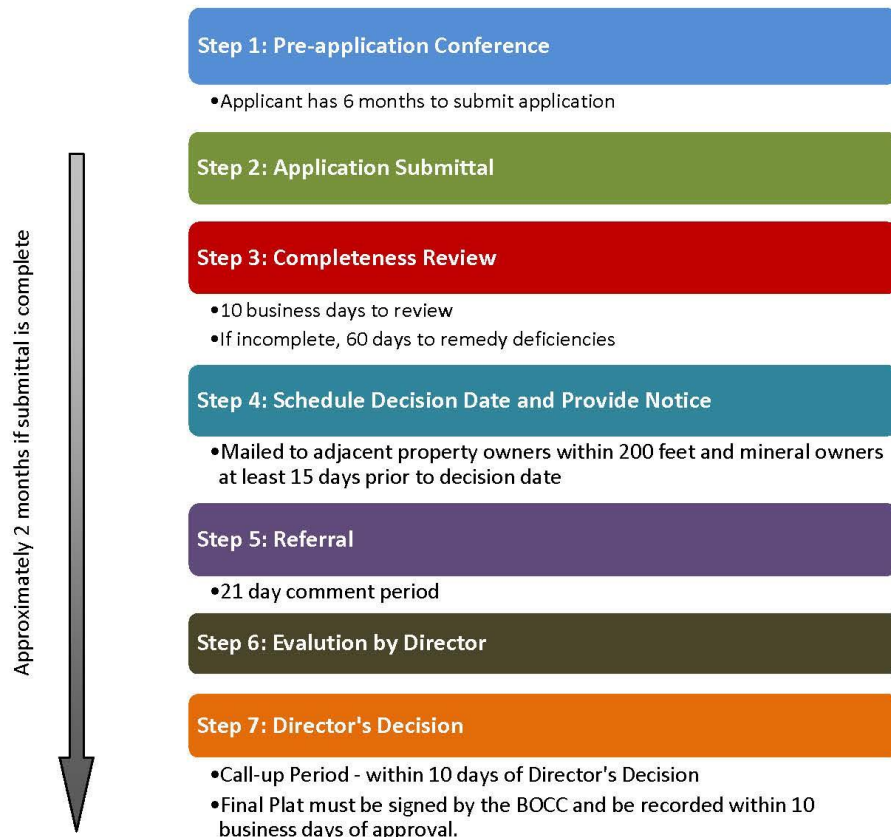 Step 1: Pre-application Conference
•Applicant has 6 months to submit application
Step 2: Application Submittal
Step 3: Completeness Review
•10 business days to review
•If incomplete, 60 days to remedy deficiencies
Step 4: Schedule Decision Date and Provide Notice
•Mailed to adjacent property owners within 200 feet and mineral owners
at least 15 days prior to decision date
Step 5: Referral
•21 day comment period
Step 6: Evalution by Director
Step 7: Director's Decision
•Call-up Period - within 10 days of Director's Decision
•Final Plat must be signed by the BOCC and be recorded within 10
business days of approval.
Approximately 2 months if submittal is complete